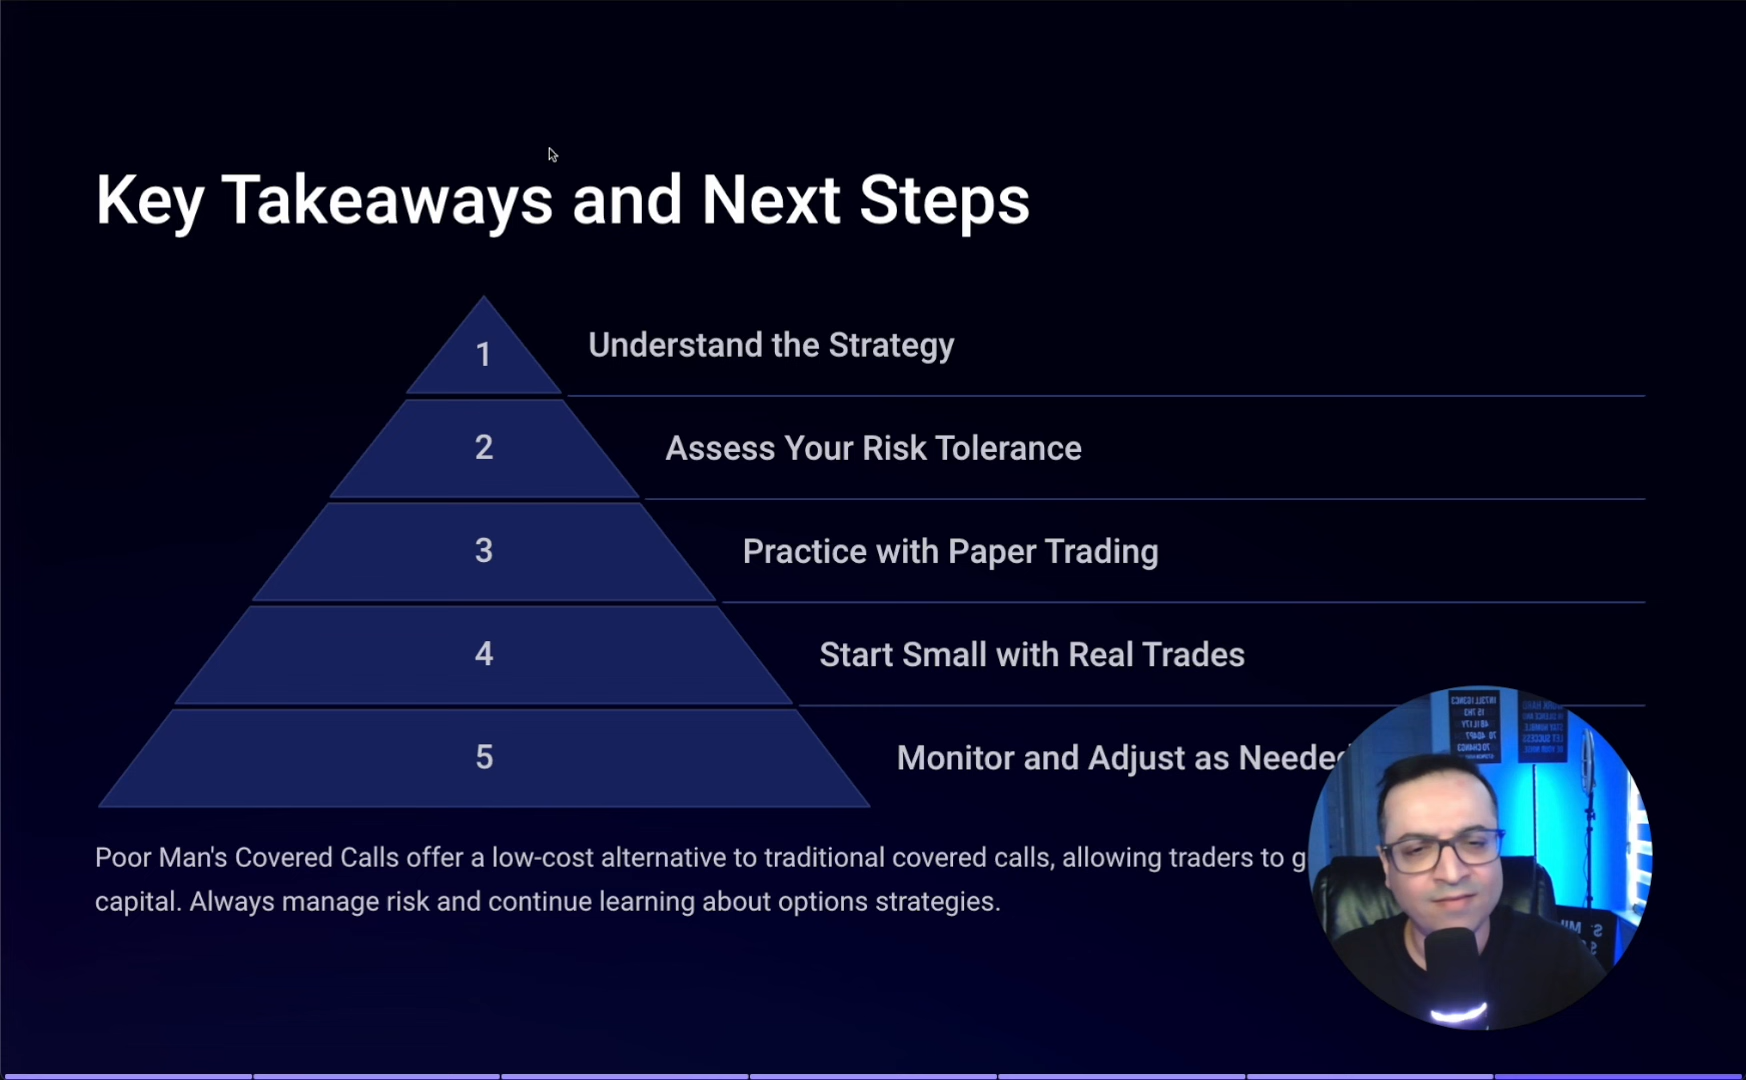 Key Takeaways and Next Steps
1
Understand the Strategy
2
Assess Your Risk Tolerance
3
Practice with Paper Trading
4
Start Small with Real Trades
5
Monitor and Adjust as Needed
Poor Man's Covered Calls offer a low-cost alternative to traditional covered calls, allowing traders to
capital. Always manage risk and continue learning about options strategies.